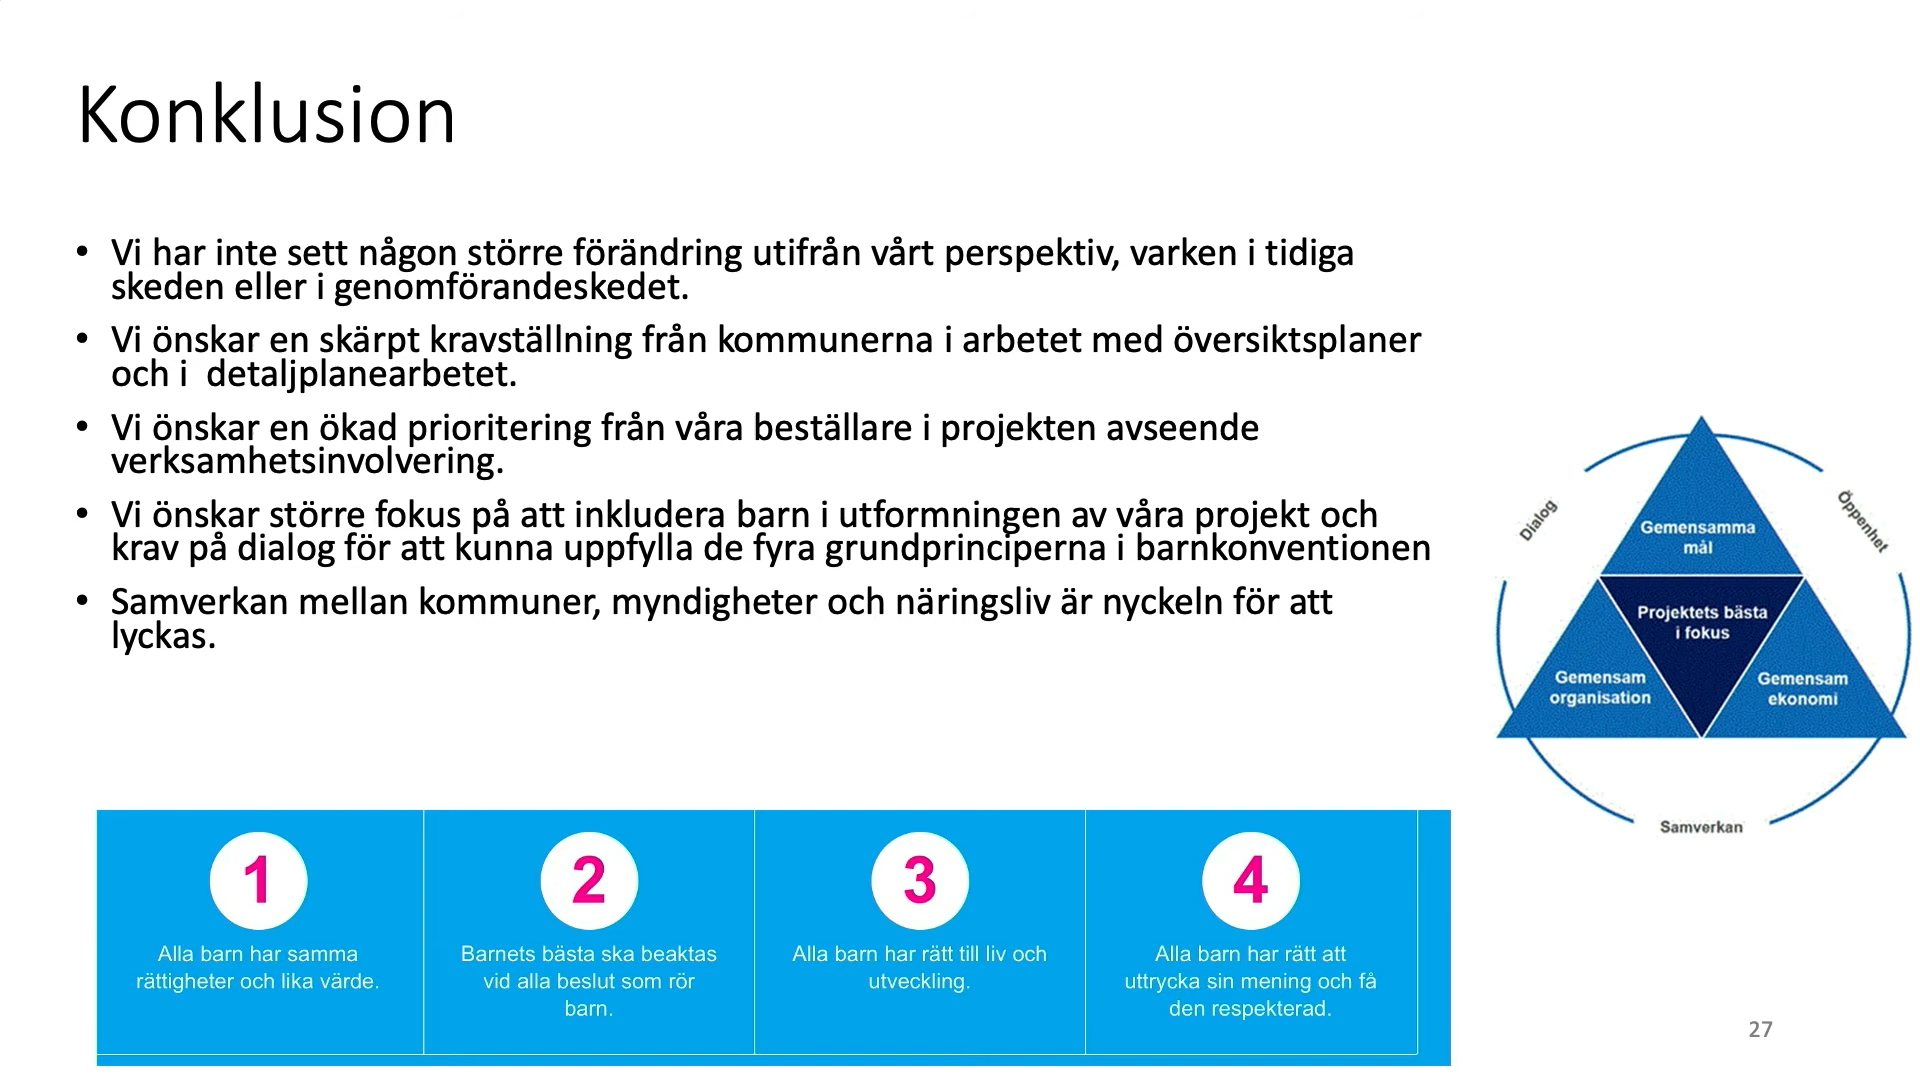 Konklusion
• Vi har inte sett någon större förändring utifrån vårt perspektiv, varken i tidiga
skeden eller i genomförandeskedet.
• Vi önskar en skärpt kravställning från kommunerna i arbetet med översiktsplaner
och i  detaljplanearbetet.
• Vi önskar en ökad prioritering från våra beställare i projekten avseende
verksamhetsinvolvering.
• Vi önskar större fokus på att inkludera barn i utformningen av våra projekt och
krav på dialog för att kunna uppfylla de fyra grundprinciperna i barnkonventionen
• Samverkan mellan kommuner, myndigheter och näringsliv är nyckeln för att
lyckas.
Dialog
Öppenhet
Gemensamma
mål
Projektets bästa
i fokus
Gemensam
organisation
Gemensam
ekonomi
Samverkan
1
Alla barn har samma
rättigheter och lika värde.
2
Barnets bästa ska beaktas
vid alla beslut som rör
barn.
3
Alla barn har rätt till liv och
utveckling.
4
Alla barn har rätt att
uttrycka sin mening och få
den respekterad.
27